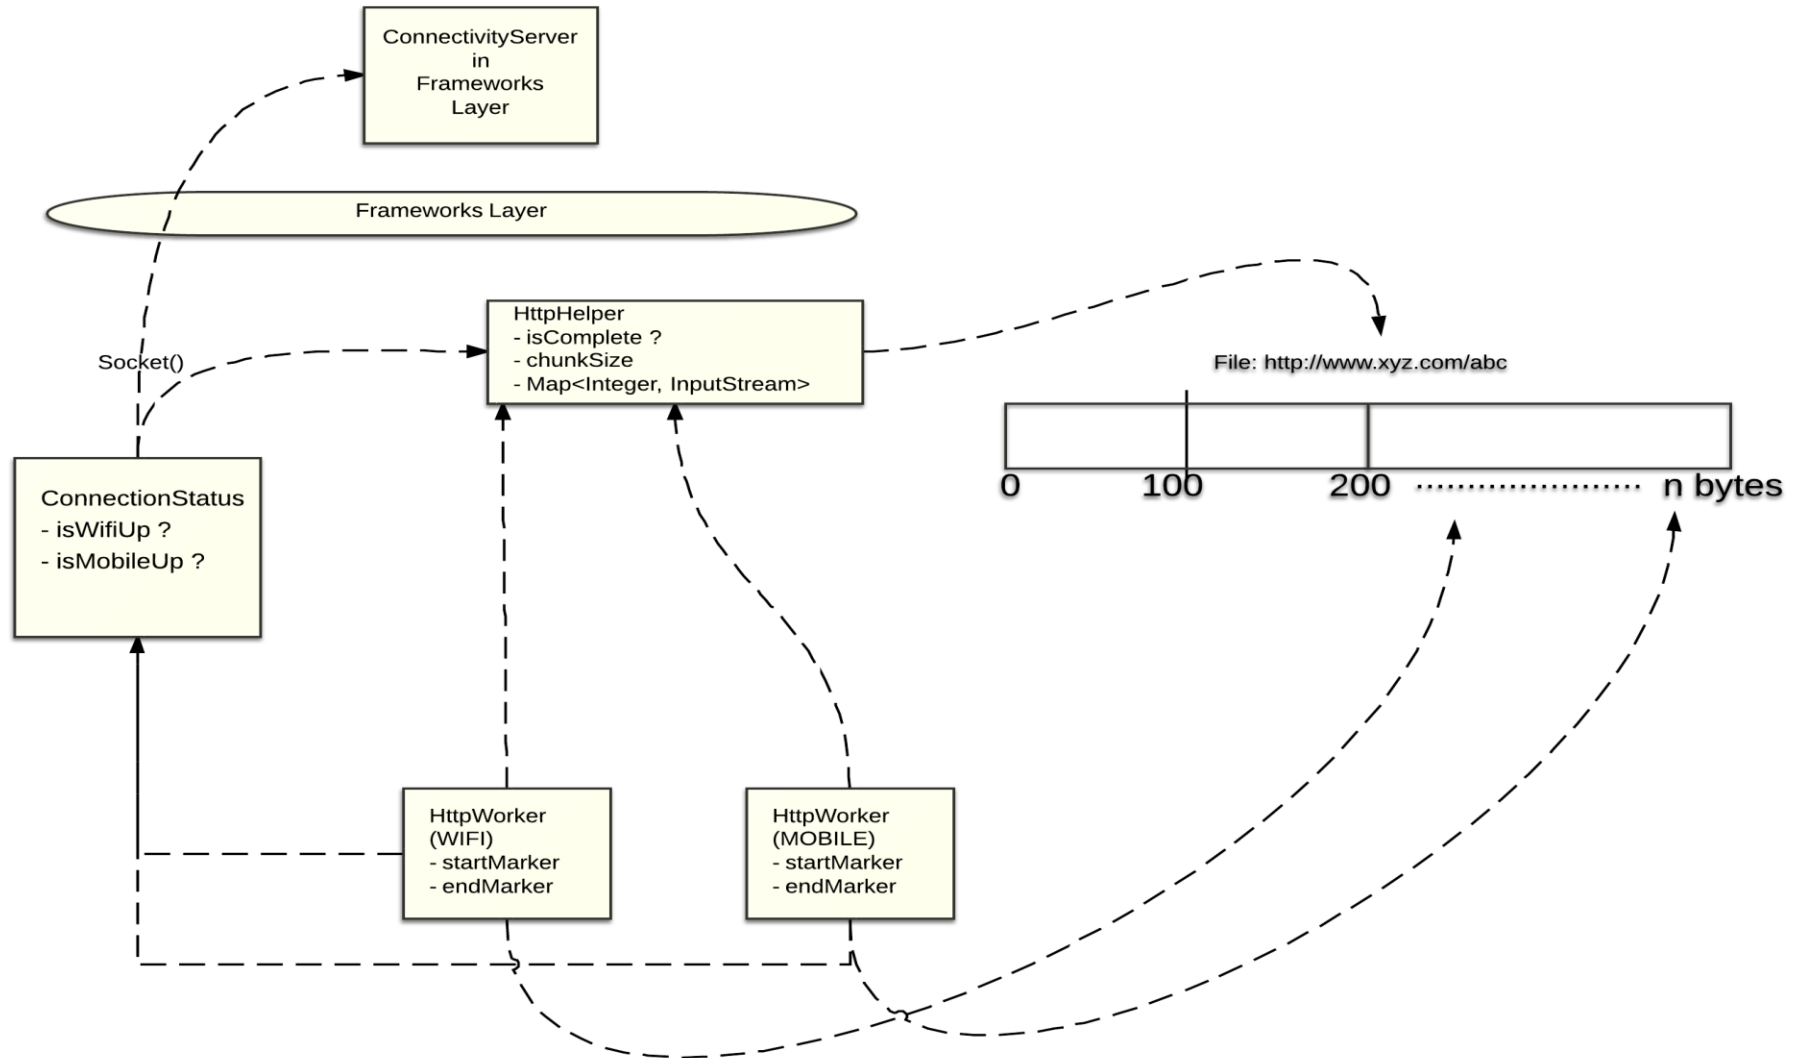 ConnectivityServer
in
Frameworks
Layer
Frameworks Layer
HttpHelper
- isComplete ?
- chunkSize
- Map<Integer, InputStream>
Socket()
File: http://www.xyz.com/abc
0 100 200 ........................ n bytes
ConnectionStatus
- isWifiUp ?
- isMobileUp ?
HttpWorker
(WIFI)
- startMarker
- endMarker
HttpWorker
(MOBILE)
- startMarker
- endMarker